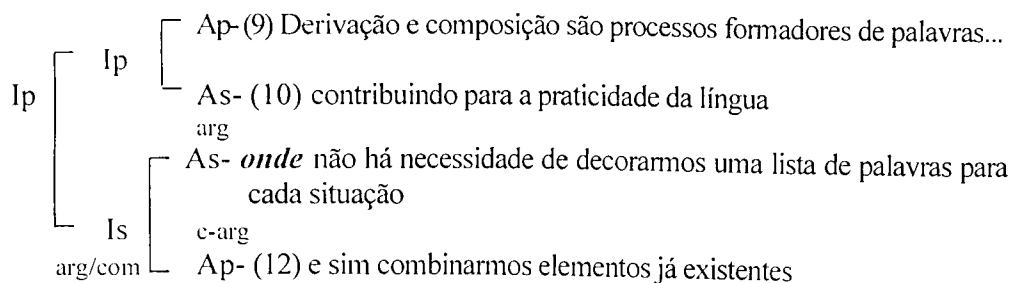 Ap- (9) Derivação e composição são processos formadores de palavras...
Ip
Ip
As- (10) contribuindo para a praticidade da língua
arg
As- onde não há necessidade de decorarmos uma lista de palavras para
cada situação
Is
c-arg
arg/com
Ap- (12) e sim combinarmos elementos já existentes